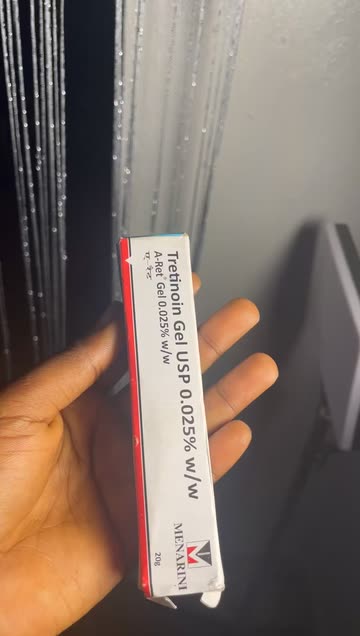 Tretinoin Gel USP 0.025% w/w
A-Ret® Gel 0.025% w/w
ए-रेट
MENARINI
20g